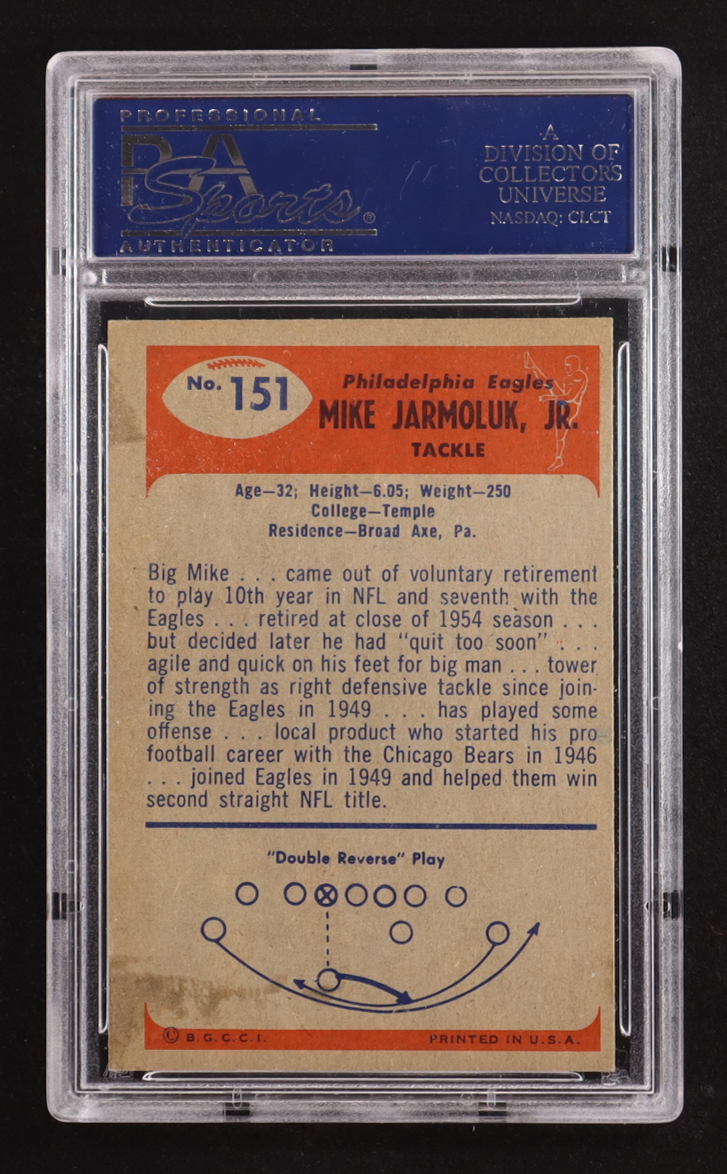 PROFESSIONAL
PSA
Sports®
AUTHENTICATOR
A
DIVISION OF
COLLECTORS
UNIVERSE
NASDAQ: CLCT
No. 151
Philadelphia Eagles
MIKE JARMOLUK, JR.
TACKLE
Age—32; Height—6.05; Weight—250
College—Temple
Residence—Broad Axe, Pa.
Big Mike . . . came out of voluntary retirement
to play 10th year in NFL and seventh with the
Eagles . . . retired at close of 1954 season . . .
but decided later he had "quit too soon" . . .
agile and quick on his feet for big man . . . tower
of strength as right defensive tackle since join-
ing the Eagles in 1949 . . . has played some
offense . . . local product who started his pro
football career with the Chicago Bears in 1946
. . . joined Eagles in 1949 and helped them win
second straight NFL title.
"Double Reverse" Play
© B.G.C.C.I.
PRINTED IN U.S.A.